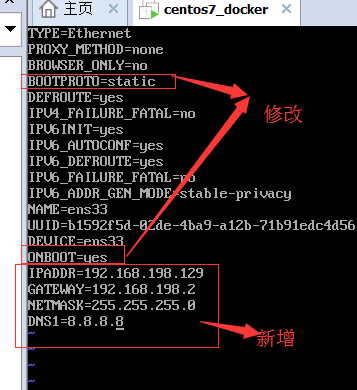 主页
centos7_docker
TYPE=Ethernet
PROXY_METHOD=none
BROWSER_ONLY=no
BOOTPROTO=static
DEFROUTE=yes
IPV4_FAILURE_FATAL=no
修改
IPV6INIT=yes
IPV6_AUTOCONF=yes
IPV6_DEFROUTE=yes
IPV6_FAILURE_FATAL=no
IPV6_ADDR_GEN_MODE=stable-privacy
NAME=ens33
UUID=b1592f5d-02de-4ba9-a12b-71b91edc4d56
DEVICE=ens33
ONBOOT=yes
IPADDR=192.168.198.129
GATEWAY=192.168.198.2
NETMASK=255.255.255.0
DNS1=8.8.8.8
新增
~
~
~